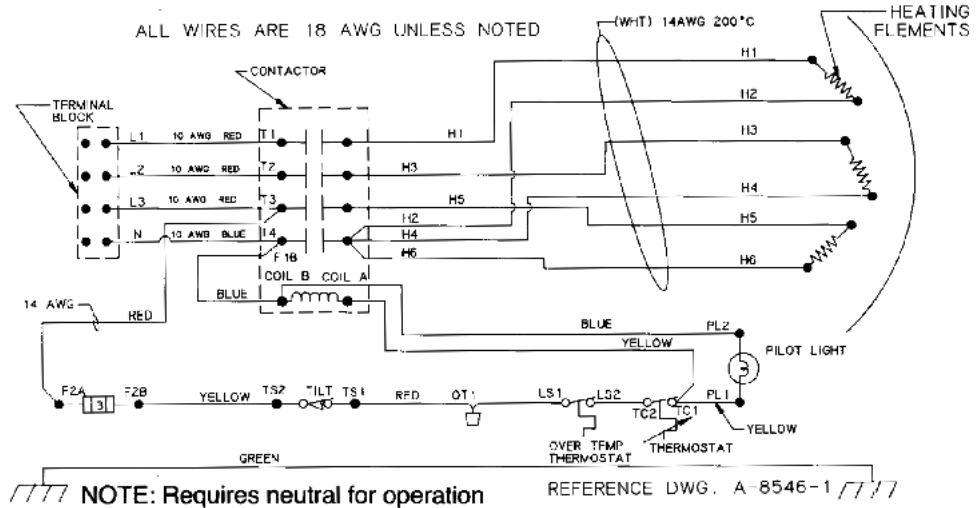 ALL WIRES ARE 18 AWG UNLESS NOTED
(WHT) 14AWG 200°C
HEATING
ELEMENTS
CONTACTOR
TERMINAL
BLOCK
H1
H2
H3
H4
H5
H6
L1 10 AWG RED T1 H1
L2 10 AWG RED T2 H3
L3 10 AWG RED T3 H5
N 10 AWG BLUE T4
H2
H4
H6
F1B
COIL B COIL A
BLUE
14 AWG
RED
BLUE
PL2
YELLOW
PILOT LIGHT
F2A
3
F2B
YELLOW
TS2
TILT
TS1
RED
OT1
LS1
LS2
TC2
TC1
PL1
YELLOW
OVER TEMP
THERMOSTAT
THERMOSTAT
GREEN
NOTE: Requires neutral for operation
REFERENCE DWG. A-8546-1